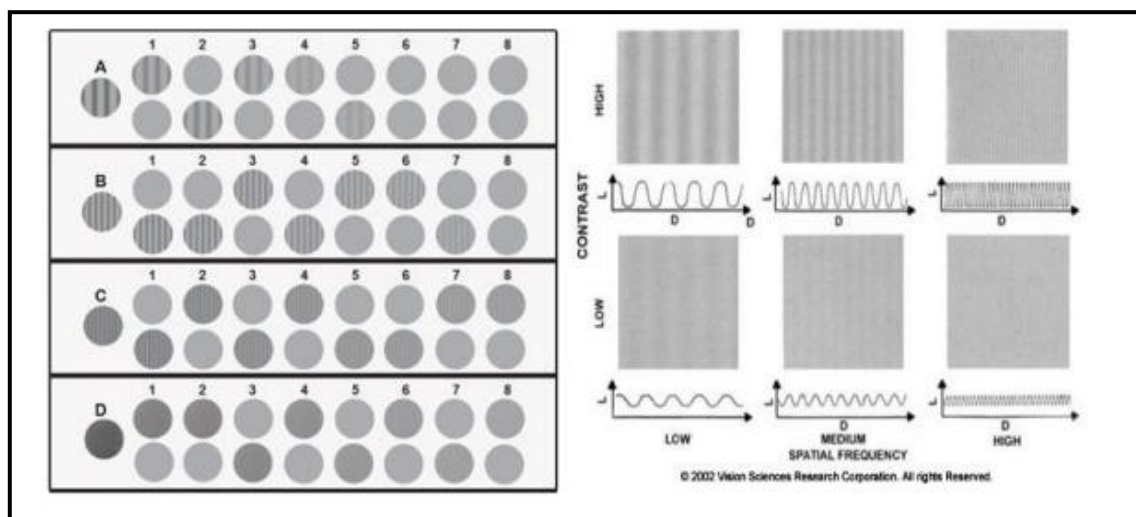 1 2 3 4 5 6 7 8
A
1 2 3 4 5 6 7 8
B
1 2 3 4 5 6 7 8
C
1 2 3 4 5 6 7 8
D
CONTRAST
HIGH
L L L
D D D D
LOW
L L L
D D
LOW MEDIUM HIGH
SPATIAL FREQUENCY
© 2002 Vision Sciences Research Corporation. All rights Reserved.